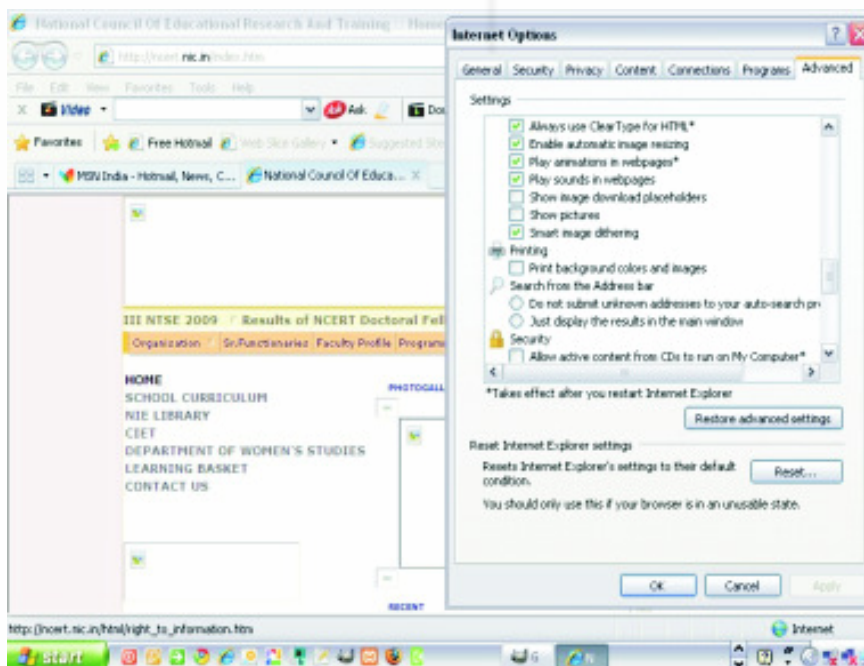 National Council Of Educational Research And Training :: Home
http://ncert.nic.in/index.htm
File Edit View Favorites Tools Help
X Video Ask
Favorites Free Hotmail Web Slice Gallery Suggested Sites
MSN India - Hotmail, News, C... National Council Of Educa... X
III NTSE 2009 / Results of NCERT Doctoral Fell
Organization Sr.Functionaries Faculty Profile Program
HOME
SCHOOL CURRICULUM
NIE LIBRARY
CIET
DEPARTMENT OF WOMEN'S STUDIES
LEARNING BASKET
CONTACT US
PHOTOGALL
RECENT
Internet Options
General Security Privacy Content Connections Programs Advanced
Settings
Always use ClearType for HTML*
Enable automatic image resizing
Play animations in webpages*
Play sounds in webpages
Show image download placeholders
Show pictures
Smart image dithering
Printing
Print background colors and images
Search from the Address bar
Do not submit unknown addresses to your auto-search pr
Just display the results in the main window
Security
Allow active content from CDs to run on My Computer*
*Takes effect after you restart Internet Explorer
Restore advanced settings
Reset Internet Explorer settings
Resets Internet Explorer's settings to their default
condition.
Reset...
You should only use this if your browser is in an unusable state.
OK Cancel Apply
http://ncert.nic.in/html/right_to_information.htm
Internet
start